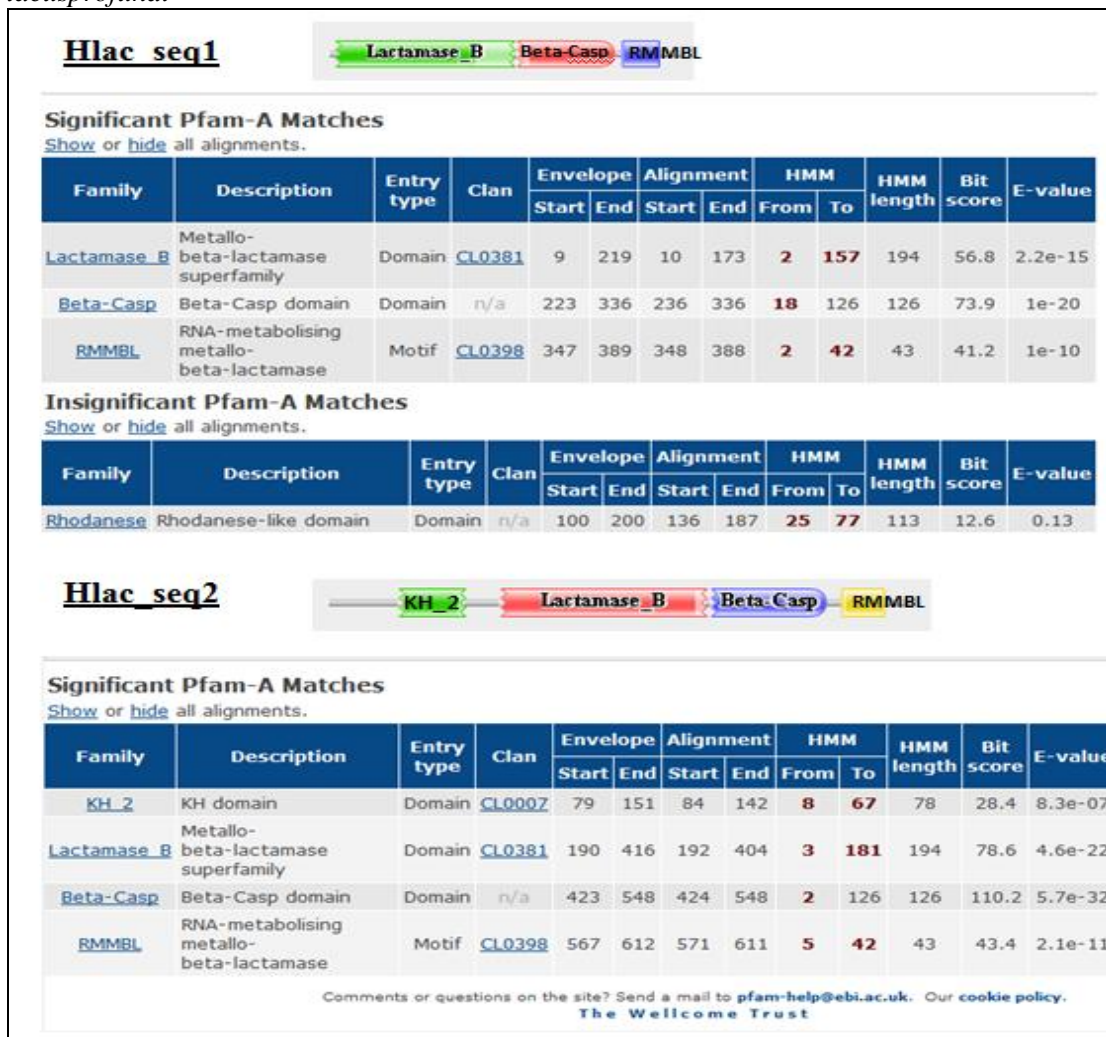 lacusprofundi
Hlac seq1
Lactamase_B Beta-Casp RMMBL
Significant Pfam-A Matches
Show or hide all alignments.
Family Description Entry type Clan Envelope Alignment HMM HMM length Bit score E-value
Start End Start End From To
Lactamase B Metallo-beta-lactamase superfamily Domain CL0381 9 219 10 173 2 157 194 56.8 2.2e-15
Beta-Casp Beta-Casp domain Domain n/a 223 336 236 336 18 126 126 73.9 1e-20
RMMBL RNA-metabolising metallo-beta-lactamase Motif CL0398 347 389 348 388 2 42 43 41.2 1e-10
Insignificant Pfam-A Matches
Show or hide all alignments.
Family Description Entry type Clan Envelope Alignment HMM HMM length Bit score E-value
Start End Start End From To
Rhodanese Rhodanese-like domain Domain n/a 100 200 136 187 25 77 113 12.6 0.13
Hlac_seq2
KH_2 Lactamase_B Beta-Casp RMMBL
Significant Pfam-A Matches
Show or hide all alignments.
Family Description Entry type Clan Envelope Alignment HMM HMM length Bit score E-value
Start End Start End From To
KH 2 KH domain Domain CL0007 79 151 84 142 8 67 78 28.4 8.3e-07
Lactamase B Metallo-beta-lactamase superfamily Domain CL0381 190 416 192 404 3 181 194 78.6 4.6e-22
Beta-Casp Beta-Casp domain Domain n/a 423 548 424 548 2 126 126 110.2 5.7e-32
RMMBL RNA-metabolising metallo-beta-lactamase Motif CL0398 567 612 571 611 5 42 43 43.4 2.1e-11
Comments or questions on the site? Send a mail to pfam-help@ebi.ac.uk. Our cookie policy.
The Wellcome Trust